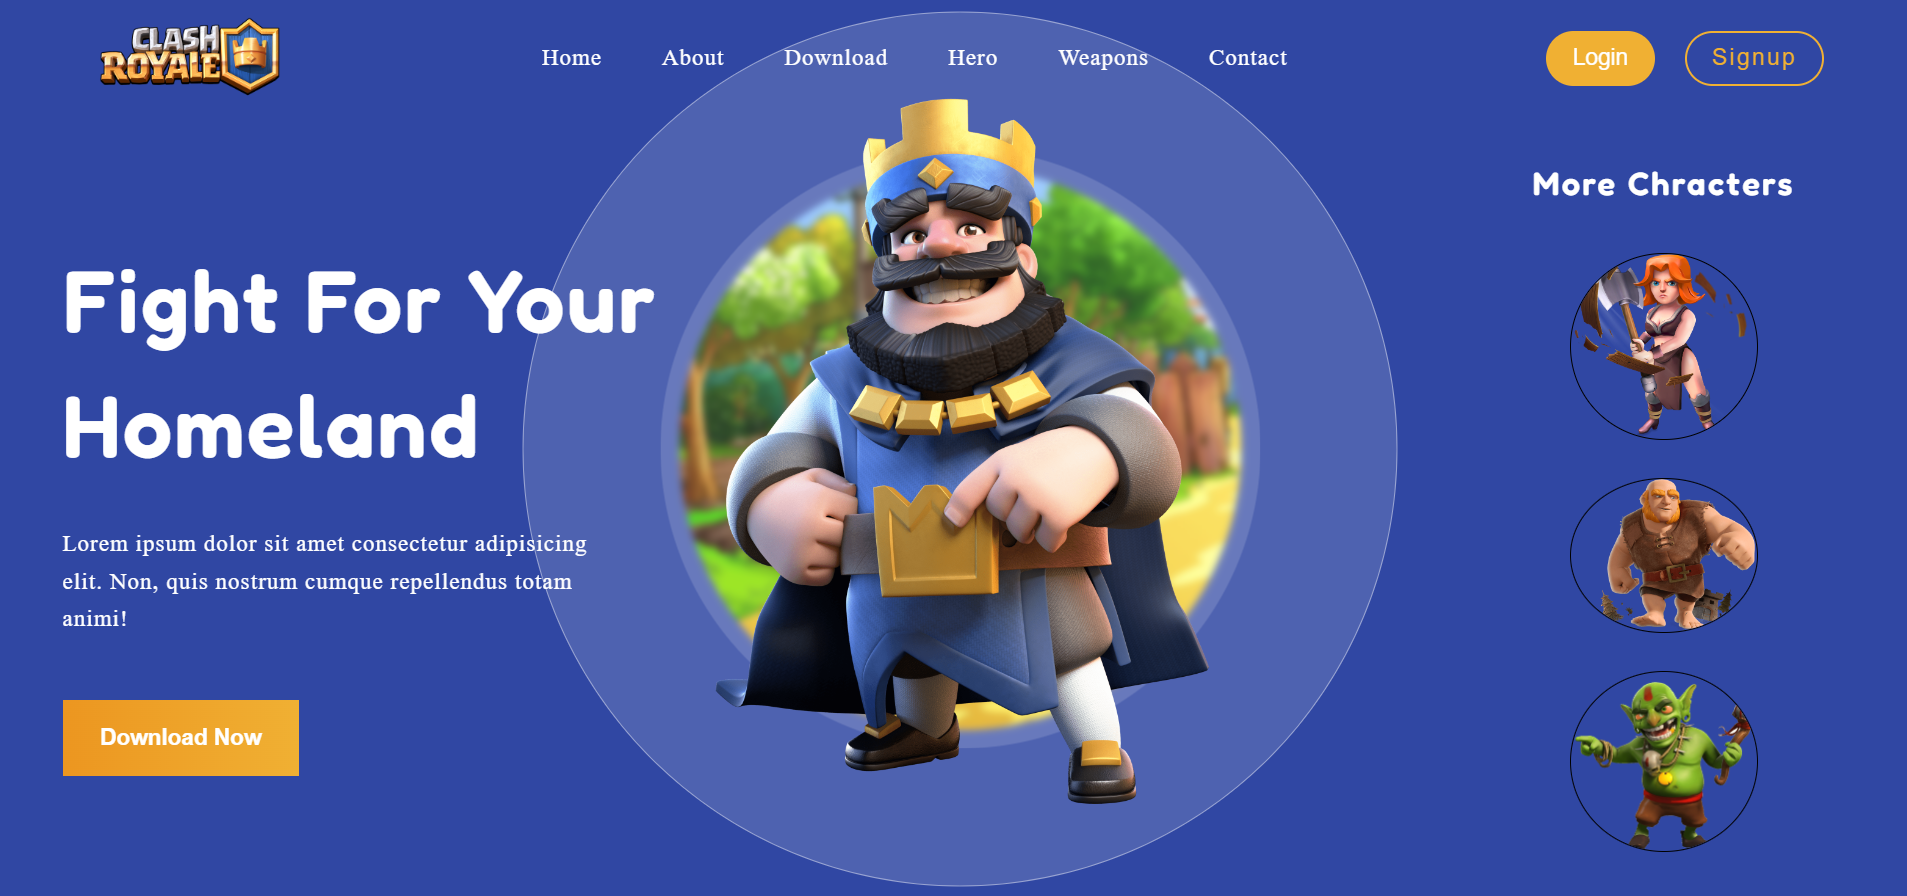 CLASH
ROYALE
Home About Download Hero Weapons Contact
Login Signup
More Chracters
Fight For Your
Homeland
Lorem ipsum dolor sit amet consectetur adipisicing
elit. Non, quis nostrum cumque repellendus totam
animi!
Download Now